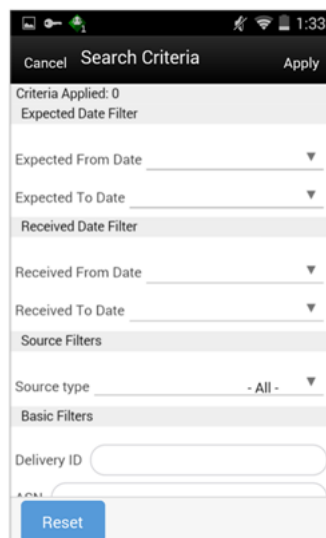 1:33
Cancel Search Criteria Apply
Criteria Applied: 0
Expected Date Filter
Expected From Date
Expected To Date
Received Date Filter
Received From Date
Received To Date
Source Filters
Source type - All -
Basic Filters
Delivery ID
ASN
Reset